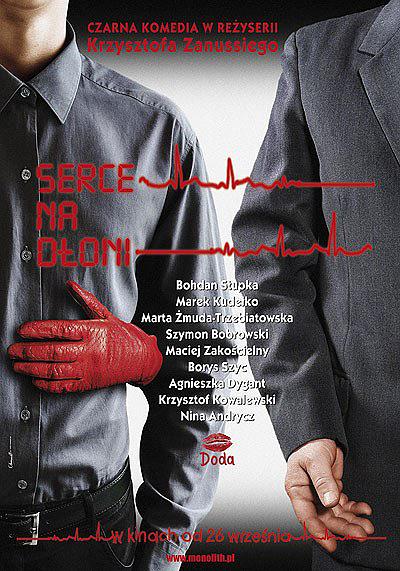 CZARNA KOMEDIA W REŻYSERII
Krzysztofa Zanussiego
SERCE
NA
DŁONI
Bohdan Stupka
Marek Kudełko
Marta Żmuda-Trzebiatowska
Szymon Bobrowski
Maciej Zakościelny
Borys Szyc
Agnieszka Dygant
Krzysztof Kowalewski
Nina Andrycz
Doda
w kinach od 26 września
www.monolith.pl